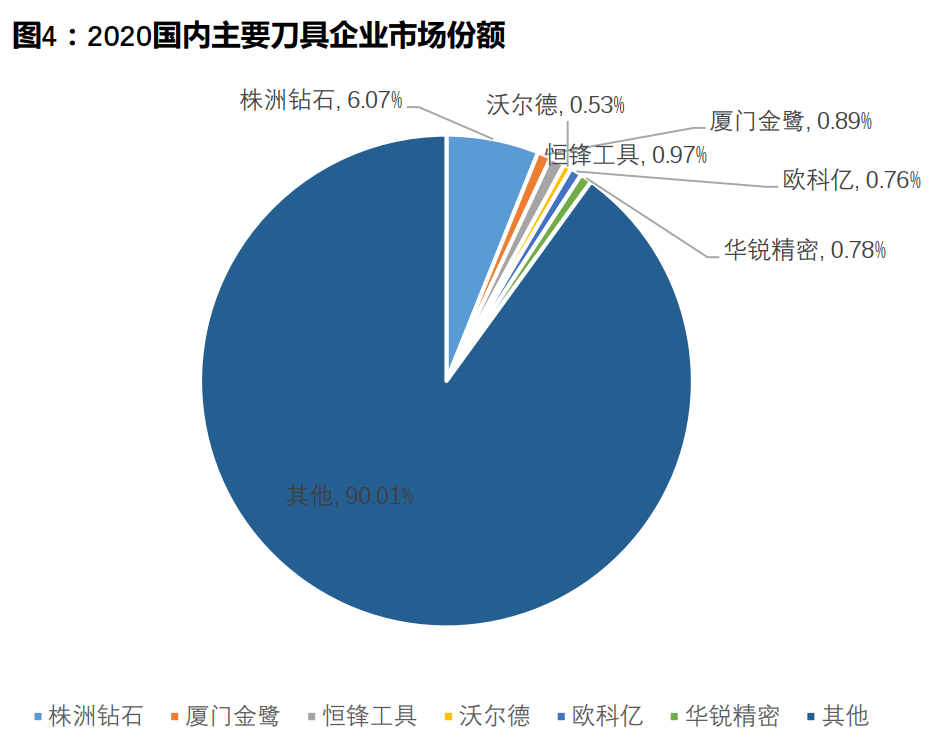 图4：2020国内主要刀具企业市场份额
株洲钻石, 6.07%
沃尔德, 0.53%
厦门金鹭, 0.89%
恒锋工具, 0.97%
欧科亿, 0.76%
华锐精密, 0.78%
其他, 90.01%
株洲钻石 厦门金鹭 恒锋工具 沃尔德 欧科亿 华锐精密 其他